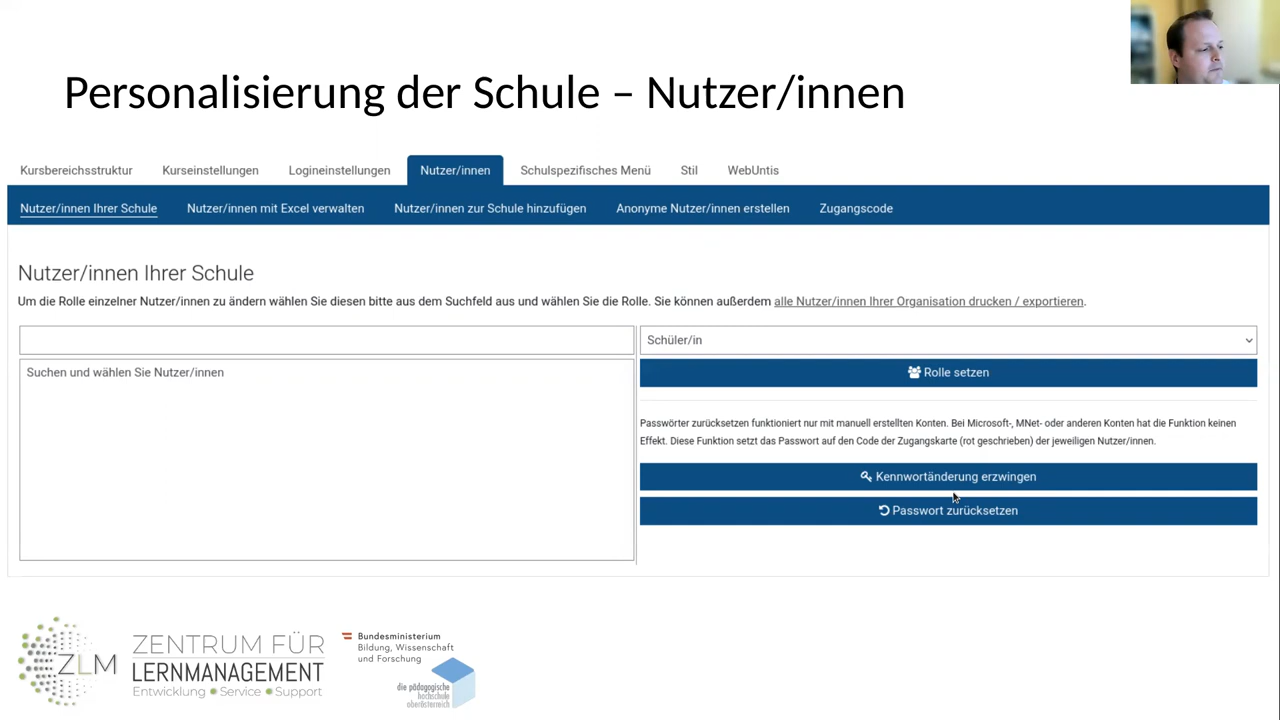 Personalisierung der Schule – Nutzer/innen
Kursbereichsstruktur Kurseinstellungen Logineinstellungen Nutzer/innen Schulspezifisches Menü Stil WebUntis
Nutzer/innen Ihrer Schule Nutzer/innen mit Excel verwalten Nutzer/innen zur Schule hinzufügen Anonyme Nutzer/innen erstellen Zugangscode
Nutzer/innen Ihrer Schule
Um die Rolle einzelner Nutzer/innen zu ändern wählen Sie diesen bitte aus dem Suchfeld aus und wählen Sie die Rolle. Sie können außerdem alle Nutzer/innen Ihrer Organisation drucken / exportieren.
Schüler/in
Suchen und wählen Sie Nutzer/innen
Rolle setzen
Passwörter zurücksetzen funktioniert nur mit manuell erstellten Konten. Bei Microsoft-, MNet- oder anderen Konten hat die Funktion keinen
Effekt. Diese Funktion setzt das Passwort auf den Code der Zugangskarte (rot geschrieben) der jeweiligen Nutzer/innen.
Kennwortänderung erzwingen
Passwort zurücksetzen
ZLM
ZENTRUM FÜR
LERNMANAGEMENT
Entwicklung Service Support
Bundesministerium
Bildung, Wissenschaft
und Forschung
die pädagogische
hochschule
oberösterreich